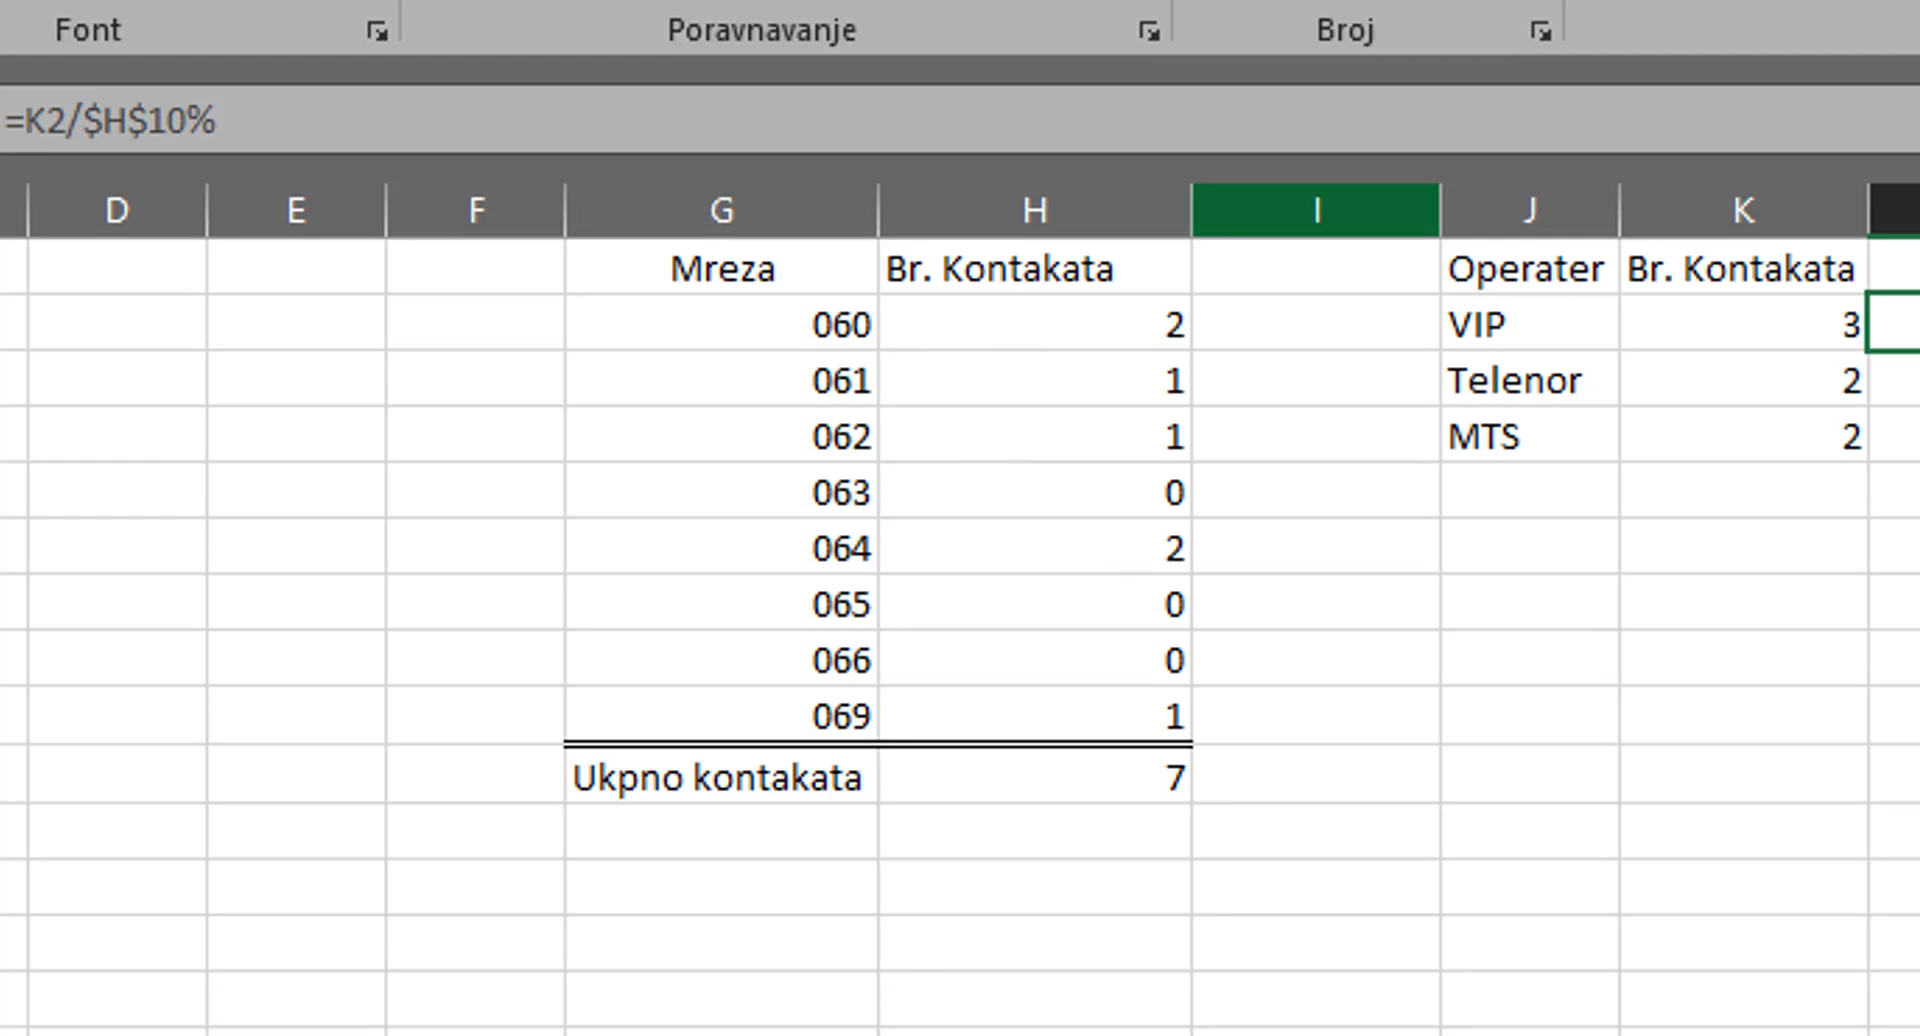 Font Poravnavanje Broj
=K2/$H$10%
D E F G H I J K
Mreza Br. Kontakata Operater Br. Kontakata
060 2 VIP 3
061 1 Telenor 2
062 1 MTS 2
063 0
064 2
065 0
066 0
069 1
Ukpno kontakata 7